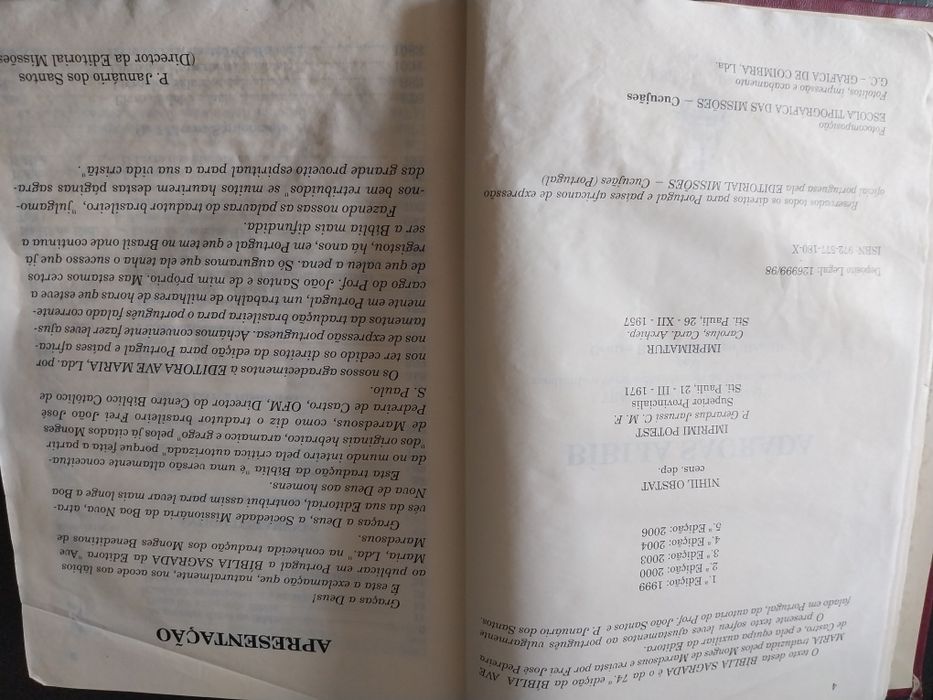 4
O texto desta BÍBLIA SAGRADA é o da 74.ª edição da BÍBLIA AVE
MARIA, traduzida pelos Monges de Maredsous e revista por Frei José Pedreira
de Castro, e pela equipa auxiliar da Editora.
O presente texto sofreu leves ajustamentos ao português vulgarmente
falado em Portugal, da autoria do Prof. João Santos e P. Januário dos Santos.
1.ª Edição: 1999
2.ª Edição: 2000
3.ª Edição: 2003
4.ª Edição: 2004
5.ª Edição: 2006
NIHIL OBSTAT
cens. dep.
IMPRIMI POTEST
P. Gerardus Jarussi C. M. F.
Superior Provincialis
Sti. Pauli, 21 - III - 1971
IMPRIMATUR
Carolus, Card. Archiep.
Sti. Pauli, 26 - XII - 1957
Depósito Legal: 126999/98
ISBN 972-577-180-X
Reservados todos os direitos para Portugal e países africanos de expressão
oficial portuguesa pela EDITORIAL MISSÕES – Cucujães (Portugal)
Fotocomposição
ESCOLA TIPOGRÁFICA DAS MISSÕES – Cucujães
Fotolitos, impressão e acabamento
G.C. – GRÁFICA DE COIMBRA, Lda.
APRESENTAÇÃO
Graças a Deus!
É esta a exclamação que, naturalmente, nos acode aos lábios
ao publicar em Portugal a BÍBLIA SAGRADA da Editora "Ave
Maria, Lda." na conhecida tradução dos Monges Beneditinos de
Maredsous.
Graças a Deus, a Sociedade Missionária da Boa Nova, atra-
vés da sua Editorial, contribui assim para levar mais longe a Boa
Nova de Deus aos homens.
Esta tradução da Bíblia "é uma versão altamente conceitua-
da no mundo inteiro pela crítica autorizada" porque feita a partir
"dos originais hebraico, aramaico e grego" pelos já citados Monges
de Maredsous, como diz o tradutor brasileiro Frei João José
Pedreira de Castro, OFM, Director do Centro Bíblico Católico de
S. Paulo.
Os nossos agradecimentos à EDITORA AVE MARIA, Lda. por
nos ter cedido os direitos da edição para Portugal e países africa-
nos de expressão portuguesa. Achámos conveniente fazer leves ajus-
tamentos da tradução brasileira para o português falado corrente-
mente em Portugal, um trabalho de milhares de horas que esteve a
cargo do Prof. João Santos e de mim próprio. Mas estamos certos
de que valeu a pena. Só auguramos que ela tenha o sucesso que já
registou, há anos, em Portugal e que tem no Brasil onde continua a
ser a Bíblia mais difundida.
Fazendo nossas as palavras do tradutor brasileiro, "julgamo-
-nos bem retribuídos" se muitos haurirem destas páginas sagra-
das grande proveito espiritual para a sua vida cristã".
P. Januário dos Santos
(Director da Editorial Missões